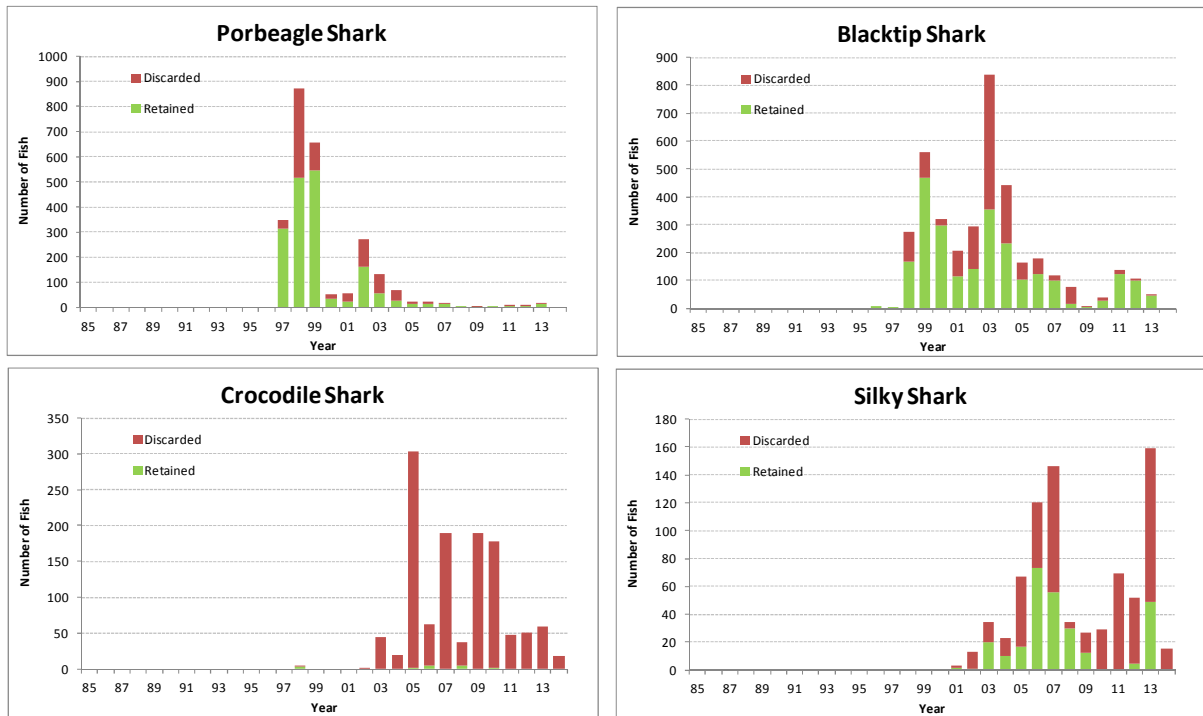 Porbeagle Shark
1000
900
800
700
600
500
400
300
200
100
0
Number of Fish
Discarded
Retained
85 87 89 91 93 95 97 99 01 03 05 07 09 11 13
Year
Blacktip Shark
900
800
700
600
500
400
300
200
100
0
Number of Fish
Discarded
Retained
85 87 89 91 93 95 97 99 01 03 05 07 09 11 13
Year
Crocodile Shark
350
300
250
200
150
100
50
0
Number of Fish
Discarded
Retained
85 87 89 91 93 95 97 99 01 03 05 07 09 11 13
Year
Silky Shark
180
160
140
120
100
80
60
40
20
0
Number of Fish
Discarded
Retained
85 87 89 91 93 95 97 99 01 03 05 07 09 11 13
Year